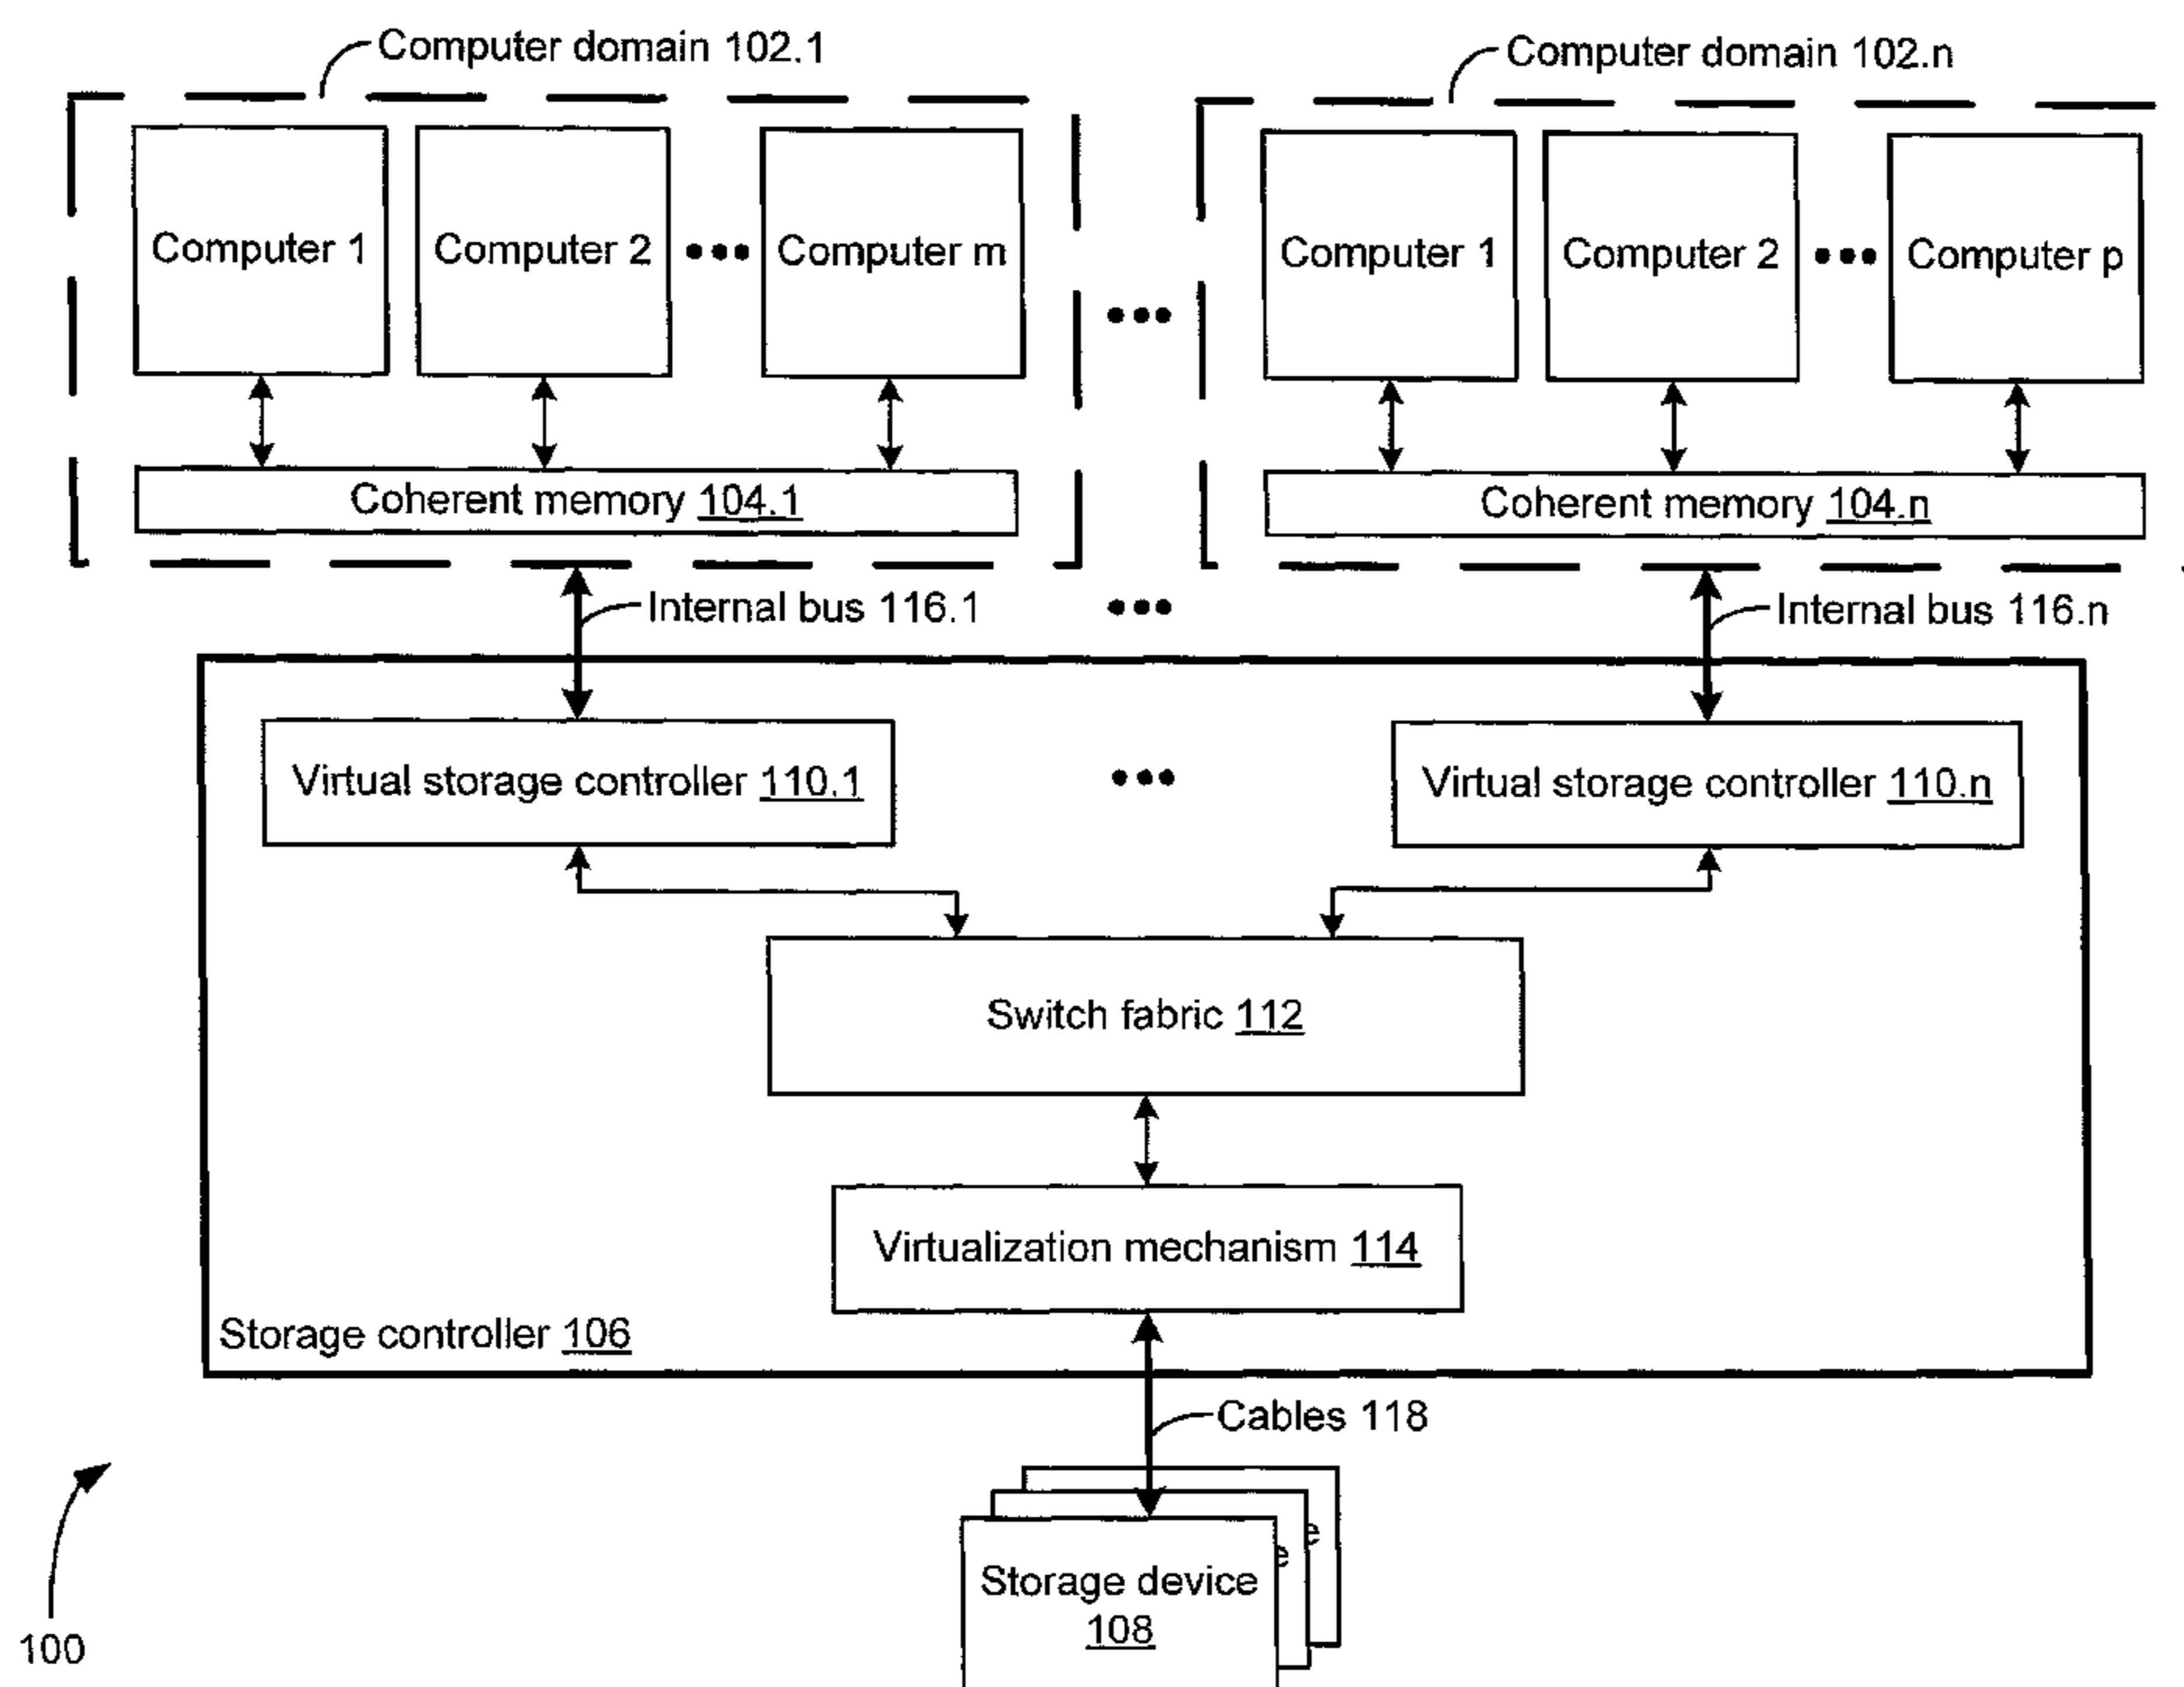 Computer domain 102.1
Computer domain 102.n
Computer 1
Computer 2
••• Computer m
•••
Computer 1
Computer 2
••• Computer p
Coherent memory 104.1
Coherent memory 104.n
Internal bus 116.1
•••
Internal bus 116.n
Virtual storage controller 110.1
•••
Virtual storage controller 110.n
Switch fabric 112
Virtualization mechanism 114
Storage controller 106
Cables 118
e
e
Storage device
108
100